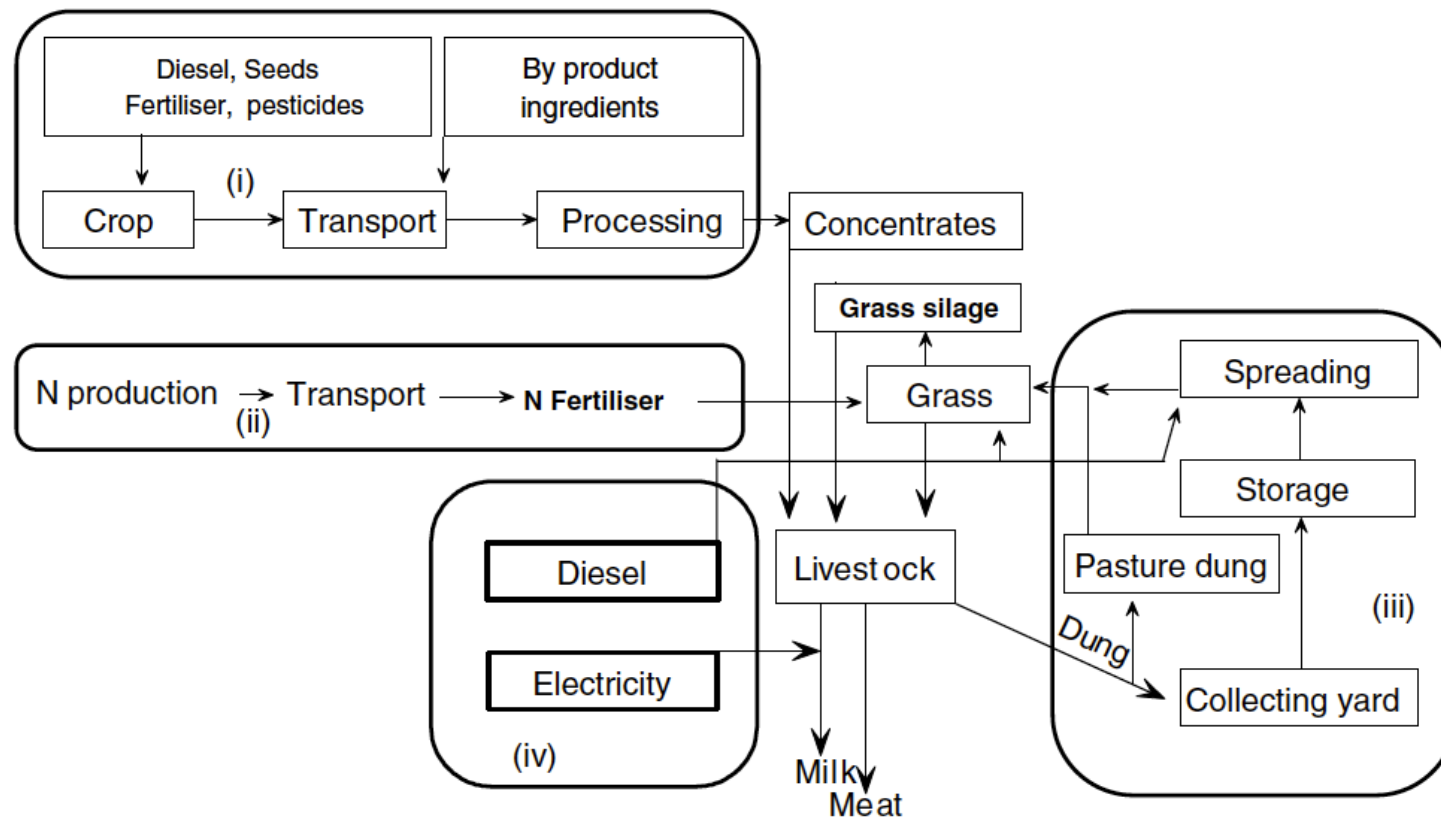 Diesel, Seeds
Fertiliser, pesticides
By product
ingredients
(i)
Crop
Transport
Processing
Concentrates
Grass silage
N production
(ii)
Transport
N Fertiliser
Grass
Spreading
Storage
Diesel
Livestock
Pasture dung
(iii)
Dung
Electricity
Collecting yard
(iv)
Milk
Meat